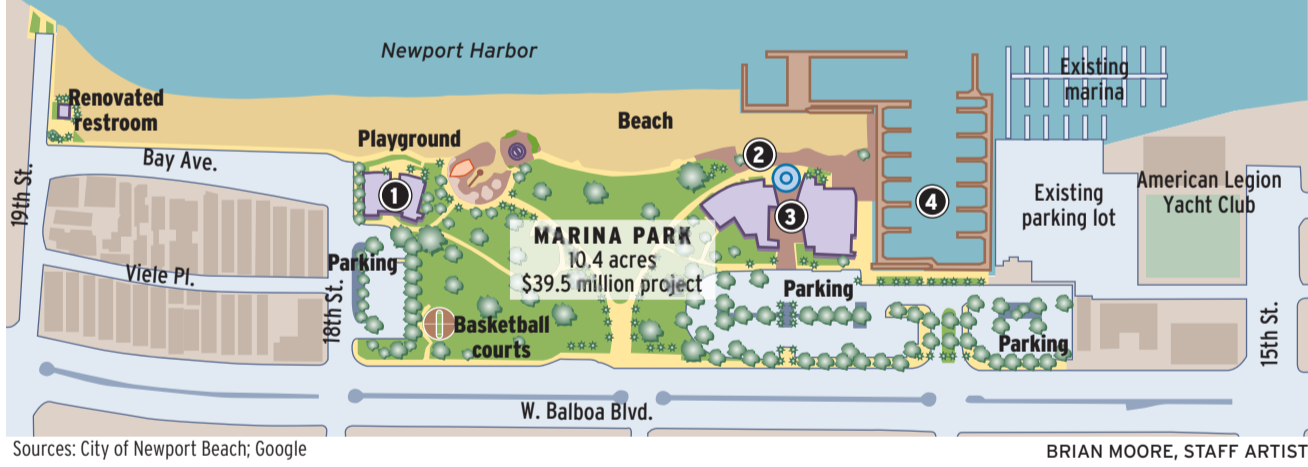 Newport Harbor
Existing
marina
Renovated
restroom
Beach
Playground
Bay Ave.
19th St.
1
2
3
4
Existing
parking lot
American Legion
Yacht Club
MARINA PARK
10.4 acres
$39.5 million project
Parking
Viele Pl.
18th St.
Parking
Basketball
courts
Parking
15th St.
W. Balboa Blvd.
Sources: City of Newport Beach; Google
BRIAN MOORE, STAFF ARTIST